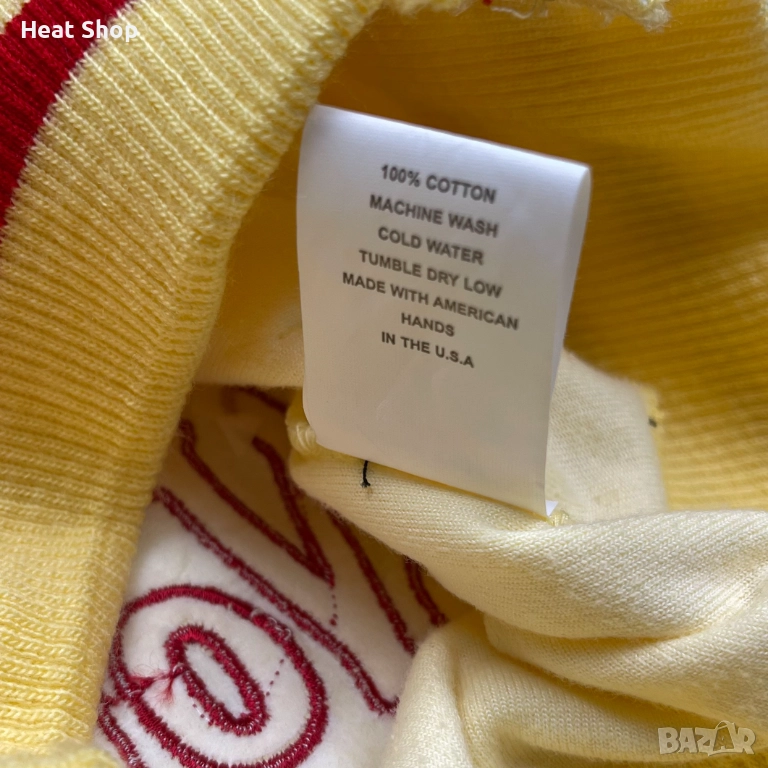 Heat Shop
100% COTTON
MACHINE WASH
COLD WATER
TUMBLE DRY LOW
MADE WITH AMERICAN
HANDS
IN THE U.S.A
BAZAR